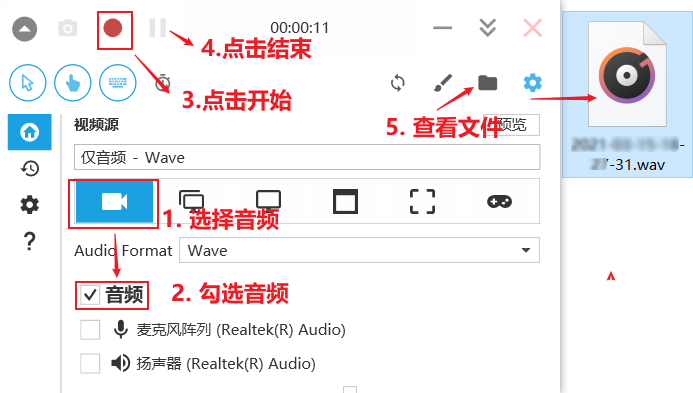 00:00:11
4.点击结束
3.点击开始
视频源
5. 查看文件
预览
仅音频 - Wave
-31.wav
1. 选择音频
Audio Format
Wave
音频
2. 勾选音频
麦克风阵列 (Realtek(R) Audio)
扬声器 (Realtek(R) Audio)